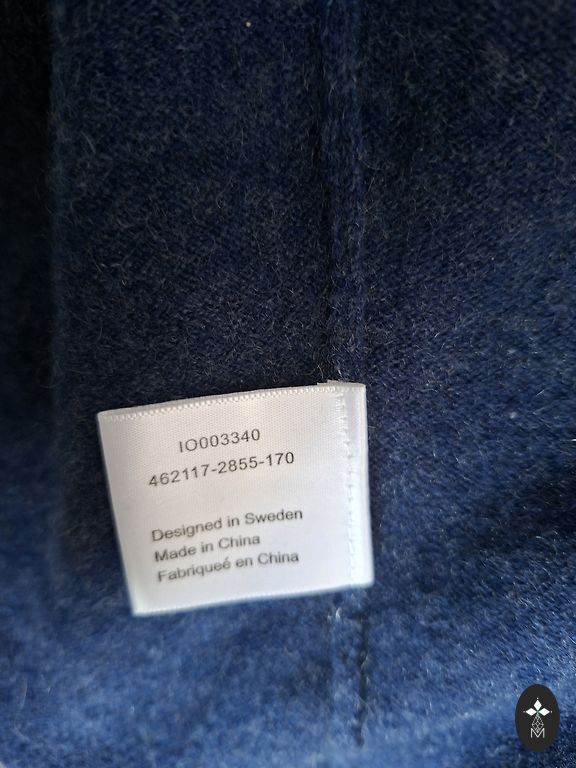 IO003340
462117-2855-170
Designed in Sweden
Made in China
Fabriqueé en China
M